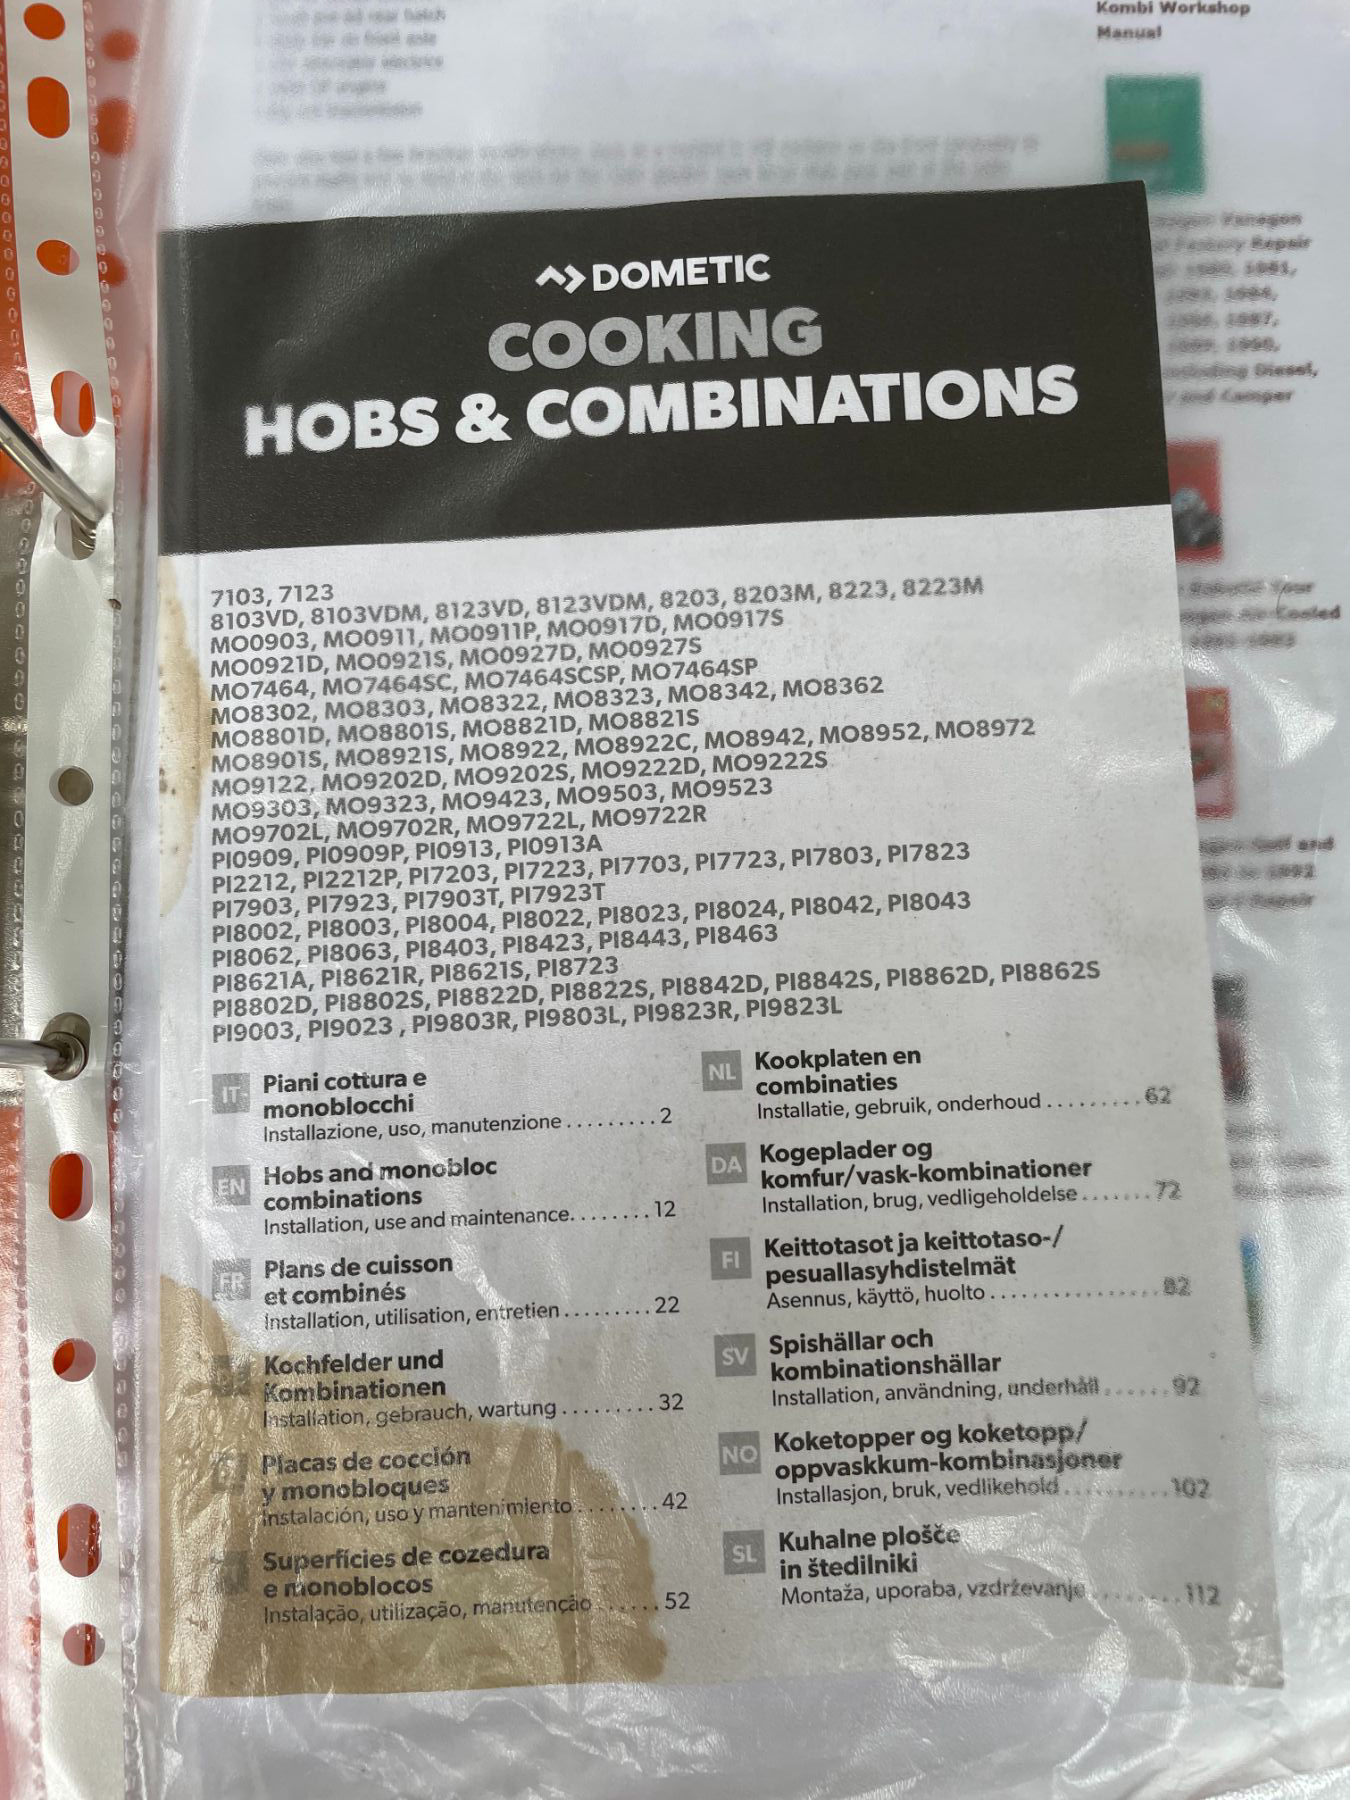 Kombi Workshop
Manual
DOMETIC
COOKING
HOBS & COMBINATIONS
7103, 7123
8103VD, 8103VDM, 8123VD, 8123VDM, 8203, 8203M, 8223, 8223M
MO0903, MO0911, MO0911P, MO0917D, MO0917S
MO0921D, MO0921S, MO0927D, MO0927S
MO7464, MO7464SC, MO7464SCSP, MO7464SP
MO8302, MO8303, MO8322, MO8323, MO8342, MO8362
MO8801D, MO8801S, MO8821D, MO8821S
MO8901S, MO8921S, MO8922, MO8922C, MO8942, MO8952, MO8972
MO9122, MO9202D, MO9202S, MO9222D, MO9222S
MO9303, MO9323, MO9423, MO9503, MO9523
MO9702L, MO9702R, MO9722L, MO9722R
PI0909, PI0909P, PI0913, PI0913A
PI2212, PI2212P, PI7203, PI7223, PI7703, PI7723, PI7803, PI7823
PI7903, PI7923, PI7903T, PI7923T
PI8002, PI8003, PI8004, PI8022, PI8023, PI8024, PI8042, PI8043
PI8062, PI8063, PI8403, PI8423, PI8443, PI8463
PI8621A, PI8621R, PI8621S, PI8723
PI8802D, PI8802S, PI8822D, PI8822S, PI8842D, PI8842S, PI8862D, PI8862S
PI9003, PI9023 , PI9803R, PI9803L, PI9823R, PI9823L
IT Piani cottura e
monoblocchi
Installazione, uso, manutenzione.........2
EN Hobs and monobloc
combinations
Installation, use and maintenance........12
FR Plans de cuisson
et combinés
Installation, utilisation, entretien.........22
Kochfelder und
Kombinationen
Installation, gebrauch, wartung.........32
Placas de cocción
y monobloques
Instalación, uso y mantenimiento........42
Superfícies de cozedura
e monoblocos
Instalação, utilização, manutenção......52
NL Kookplaten en
combinaties
Installatie, gebruik, onderhoud.........62
DA Kogeplader og
komfur/vask-kombinationer
Installation, brug, vedligeholdelse.......72
FI Keittotasot ja keittotaso-/
pesuallasyhdistelmät
Asennus, käyttö, huolto................82
SV Spishällar och
kombinationshällar
Installation, användning, underhåll.......92
NO Koketopper og koketopp/
oppvaskkum-kombinasjoner
Installasjon, bruk, vedlikehold..........102
SL Kuhalne plošče
in štedilniki
Montaža, uporaba, vzdrževanje.........112